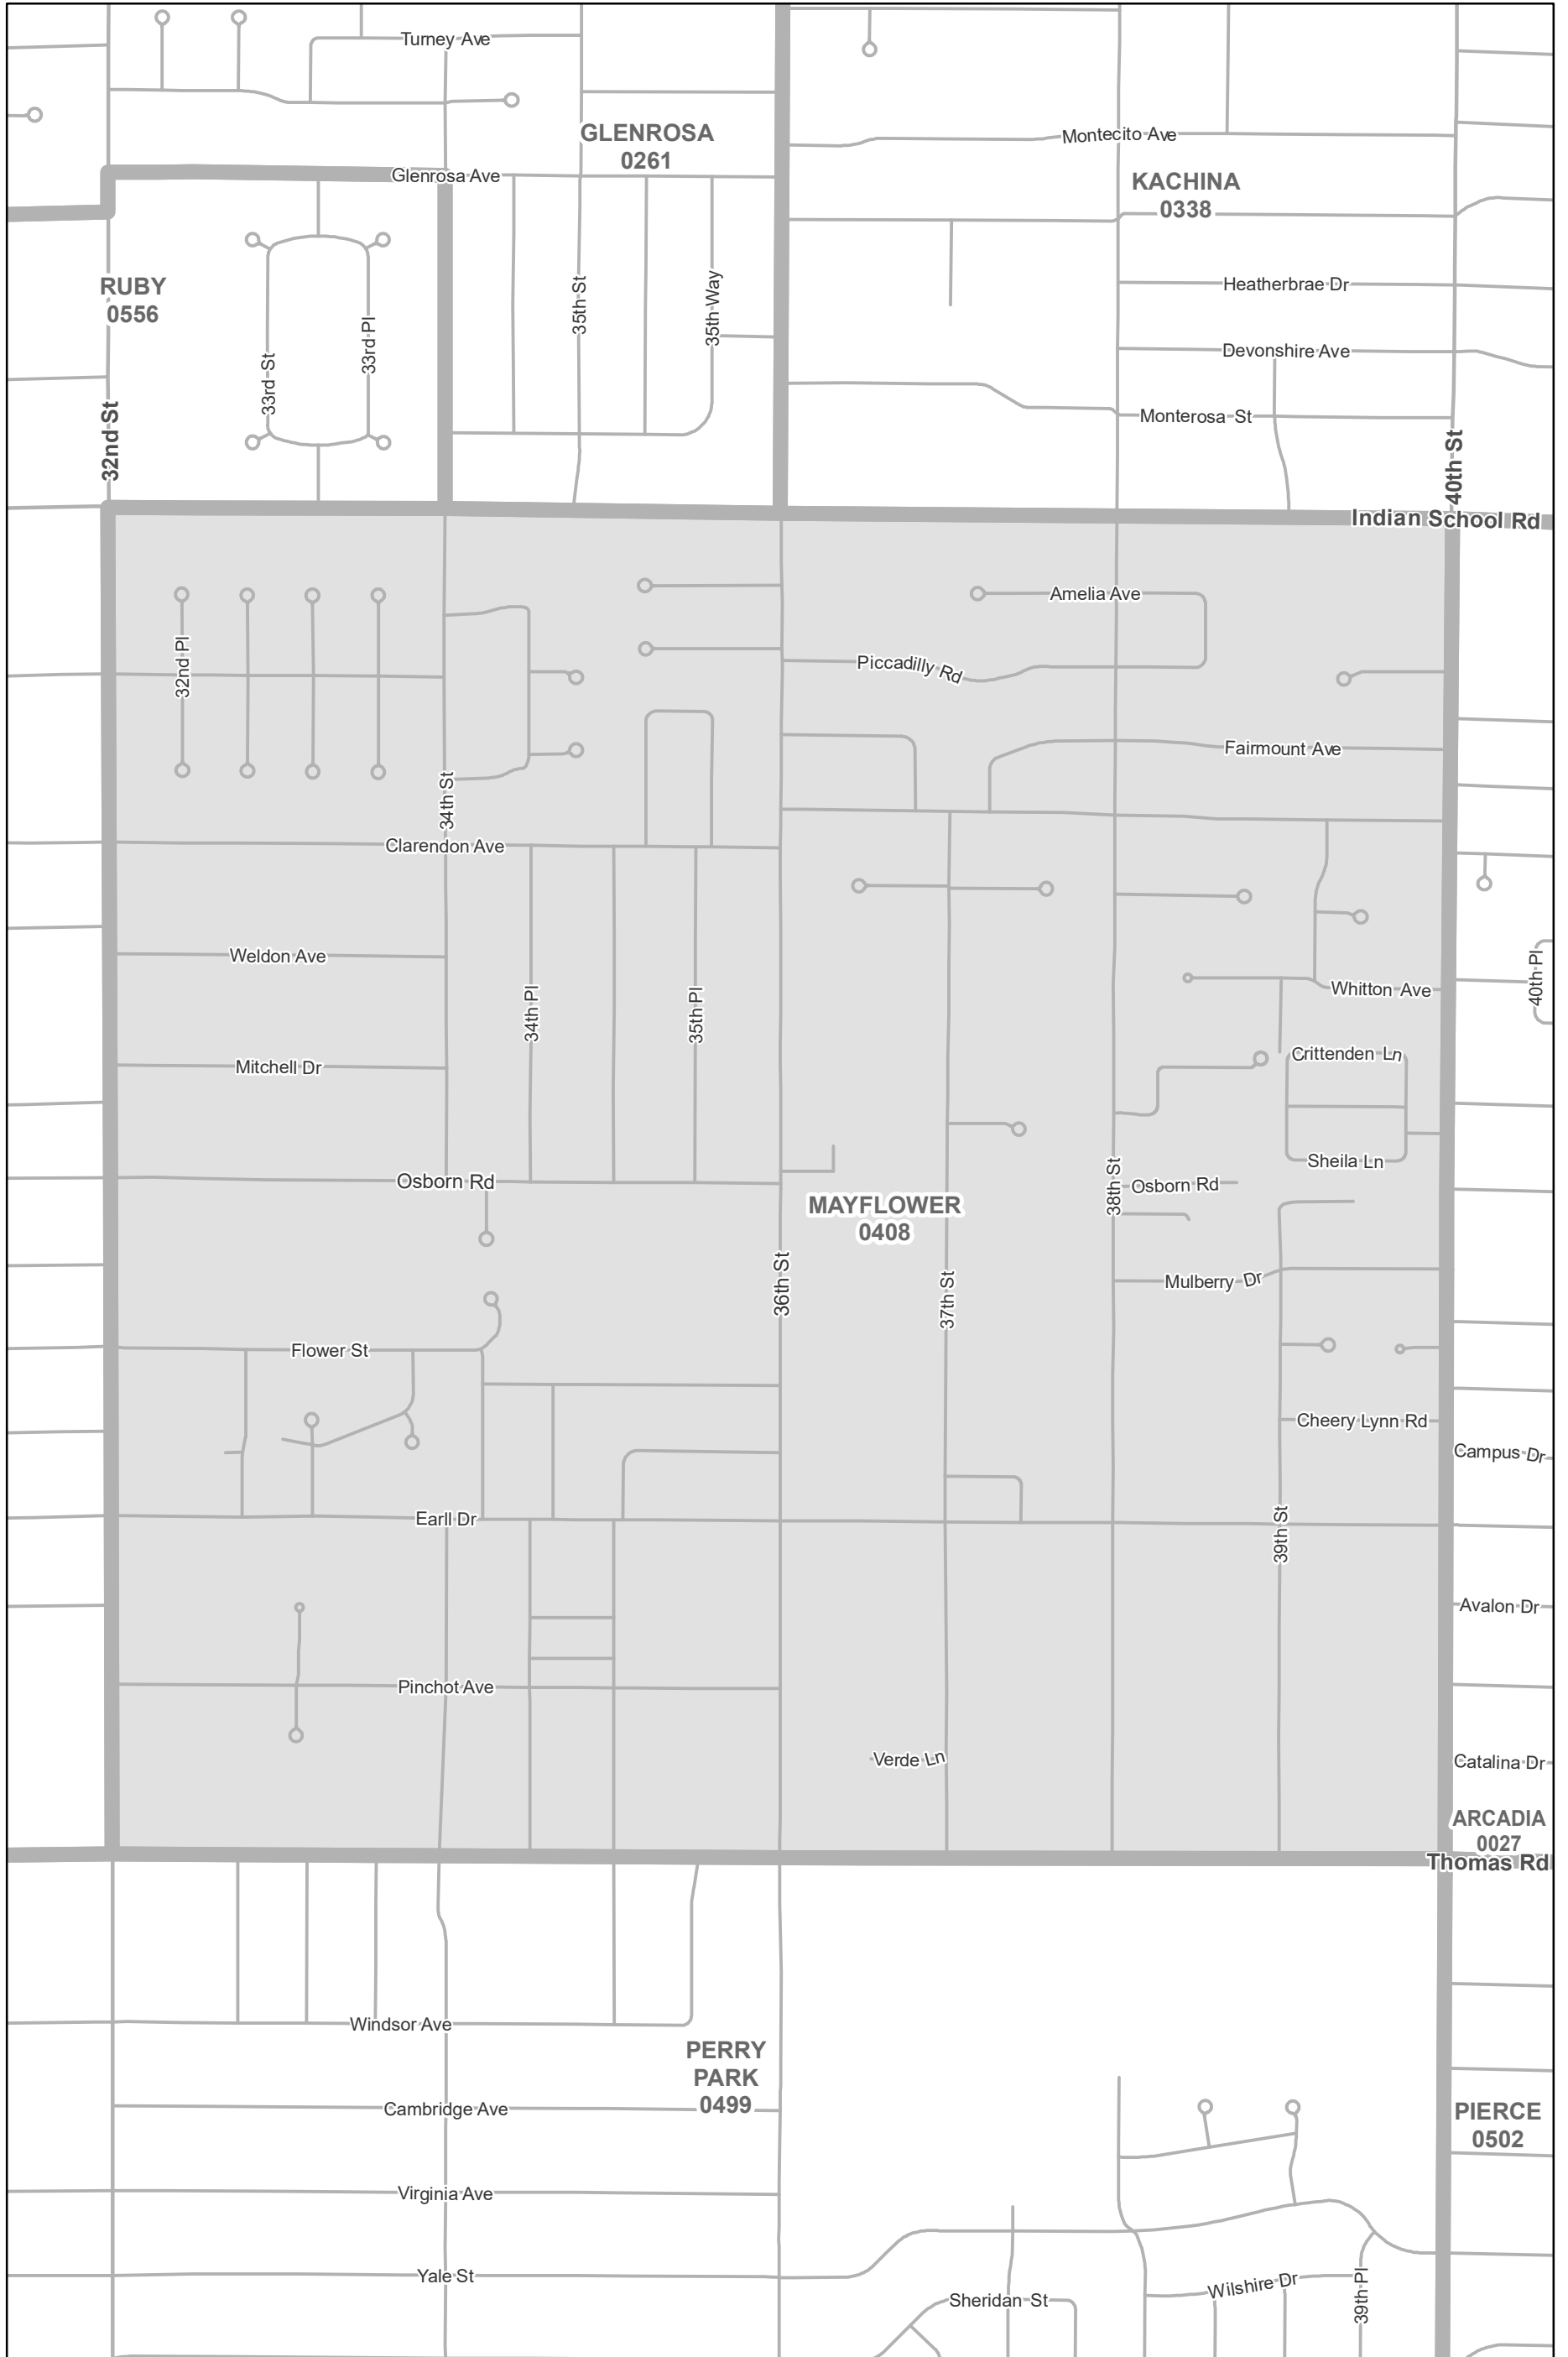 Turney Ave
GLENROSA
0261
Montecito Ave
Glenrosa Ave
KACHINA
0338
RUBY
0556
Heatherbrae Dr
35th St
35th Way
33rd Pl
33rd St
Devonshire Ave
Monterosa St
32nd St
40th St
Indian School Rd
Amelia Ave
32nd Pl
Piccadilly Rd
Fairmount Ave
34th St
Clarendon Ave
Weldon Ave
34th Pl
35th Pl
Whitton Ave
40th Pl
Mitchell Dr
Crittenden Ln
Sheila Ln
Osborn Rd
38th St
Osborn Rd
MAYFLOWER
0408
36th St
37th St
Mulberry Dr
Flower St
Cheery Lynn Rd
Campus Dr
Earll Dr
39th St
Avalon Dr
Pinchot Ave
Verde Ln
Catalina Dr
ARCADIA
0027
Thomas Rd
Windsor Ave
PERRY
PARK
0499
Cambridge Ave
PIERCE
0502
Virginia Ave
Yale St
Wilshire Dr
39th Pl
Sheridan St